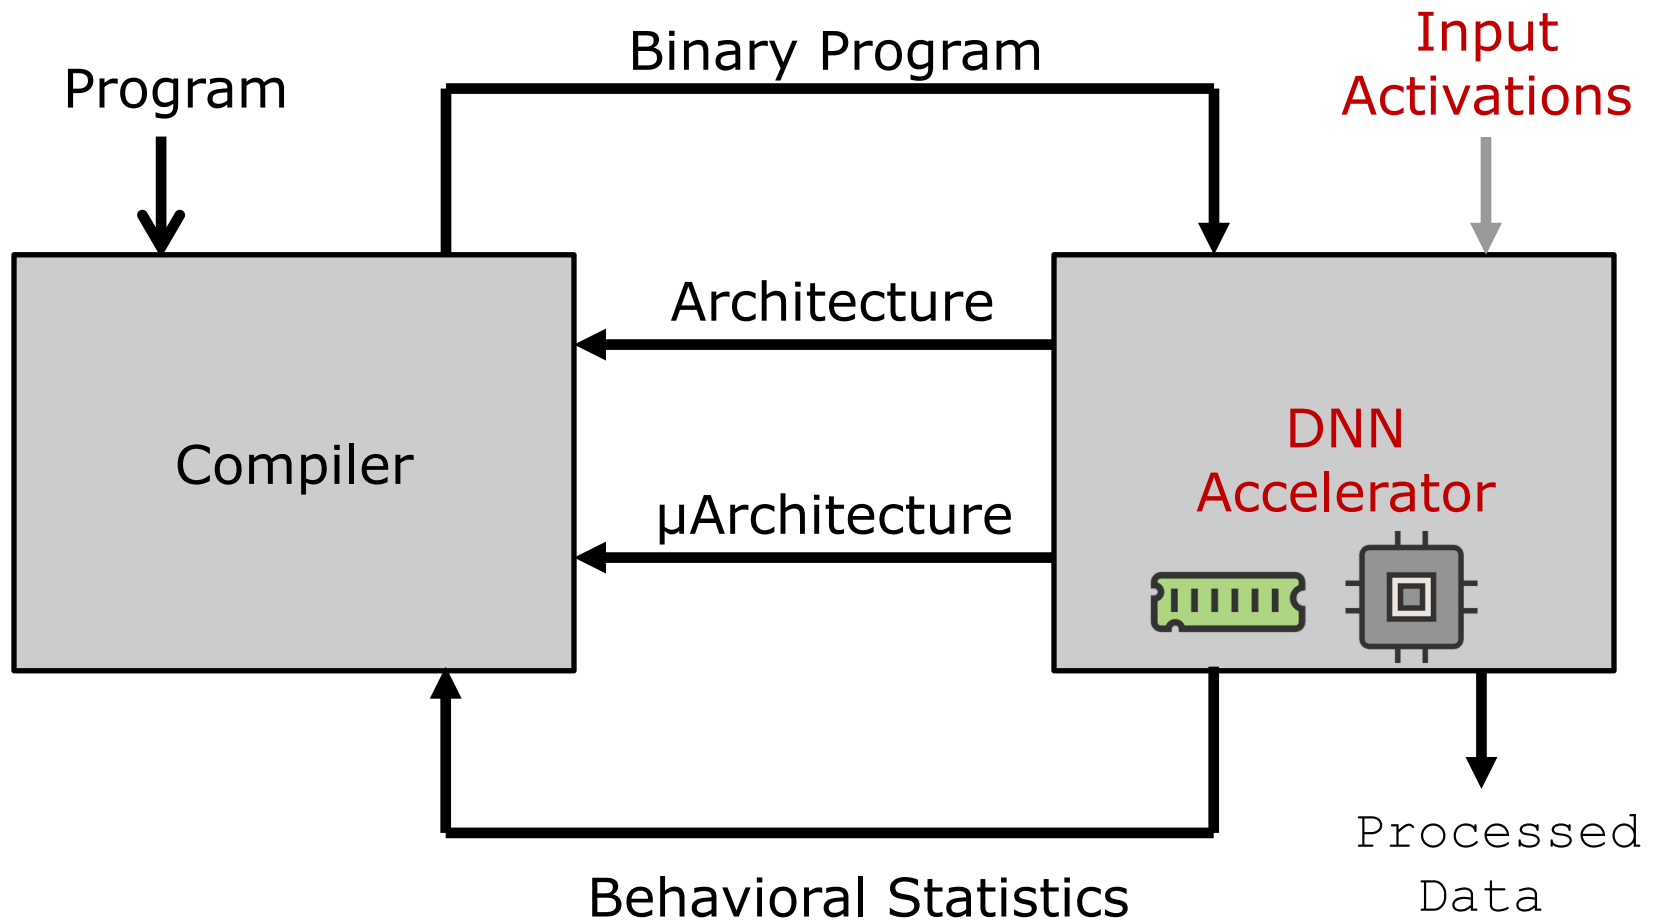 Program
Binary Program
Input
Activations
Architecture
Compiler
µArchitecture
DNN
Accelerator
Behavioral Statistics
Processed
Data